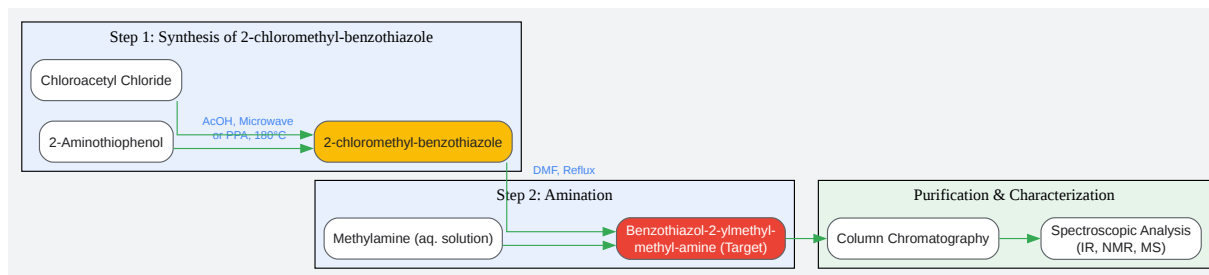 Step 1: Synthesis of 2-chloromethyl-benzothiazole
Chloroacetyl Chloride
AcOH, Microwave
or PPA, 180°C
2-Aminothiophenol
2-chloromethyl-benzothiazole
DMF, Reflux
Step 2: Amination
Methylamine (aq. solution)
Benzothiazol-2-ylmethyl-
methyl-amine (Target)
Purification & Characterization
Column Chromatography
Spectroscopic Analysis
(IR, NMR, MS)